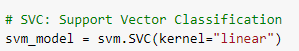 # SVC: Support Vector Classification
svm_model = svm.SVC(kernel="linear")